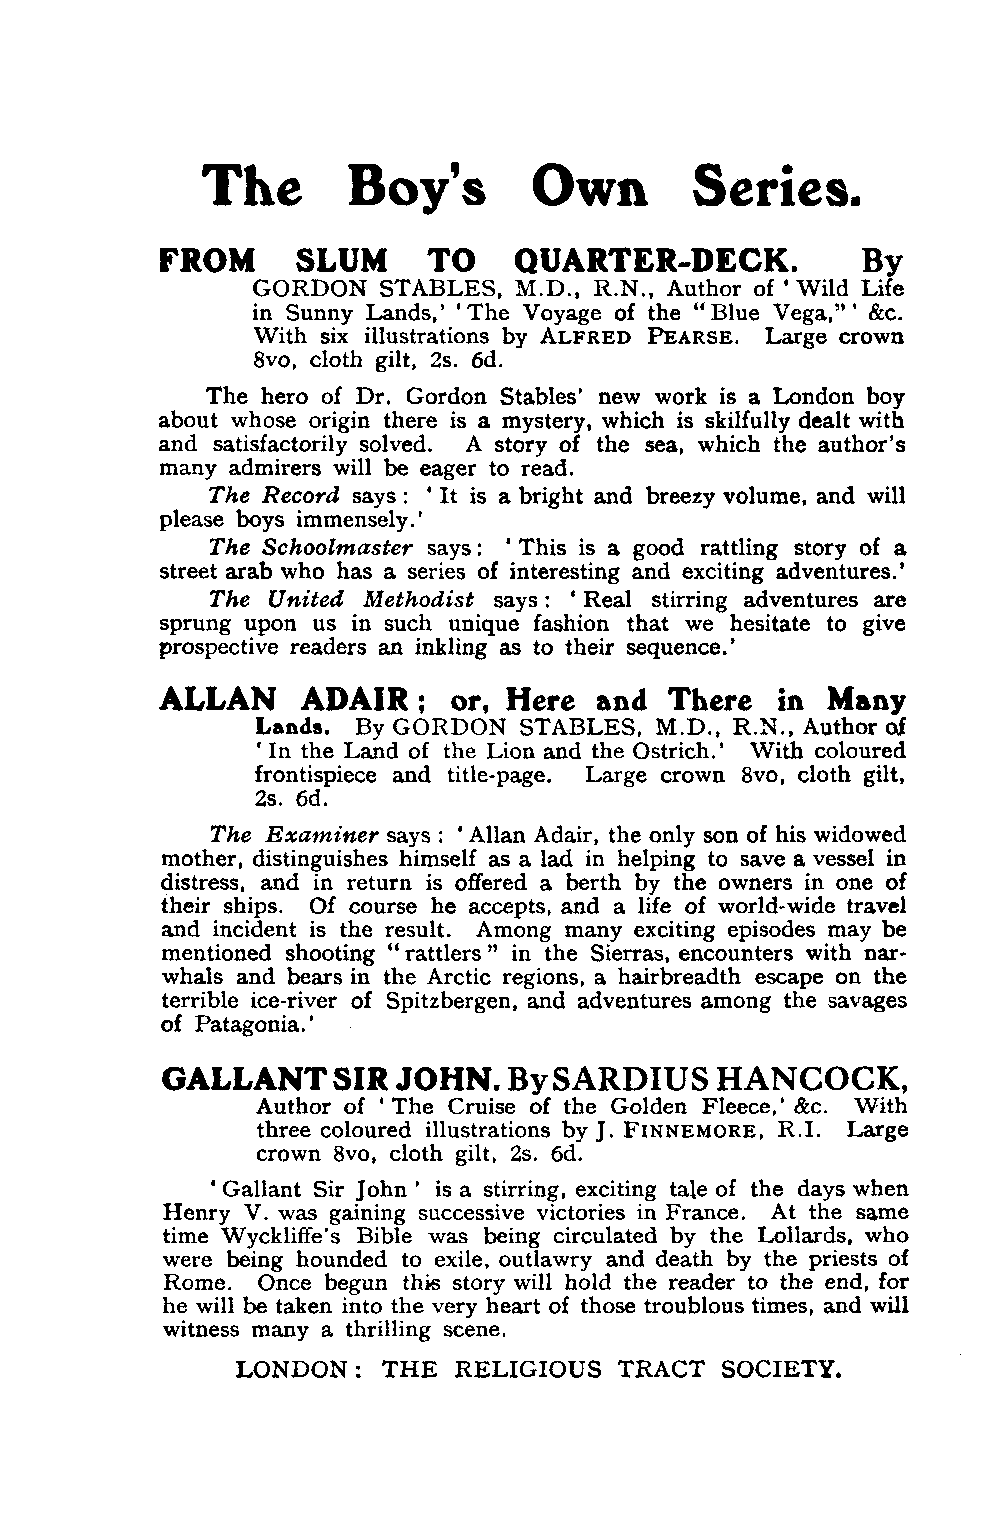 The Boy's Own Series.
FROM SLUM TO QUARTER-DECK. By
GORDON STABLES, M.D., R.N., Author of 'Wild Life
in Sunny Lands,' 'The Voyage of the "Blue Vega,"' &c.
With six illustrations by ALFRED PEARSE. Large crown
8vo, cloth gilt, 2s. 6d.
The hero of Dr. Gordon Stables' new work is a London boy
about whose origin there is a mystery, which is skilfully dealt with
and satisfactorily solved. A story of the sea, which the author's
many admirers will be eager to read.
The Record says: 'It is a bright and breezy volume, and will
please boys immensely.'
The Schoolmaster says: 'This is a good rattling story of a
street arab who has a series of interesting and exciting adventures.'
The United Methodist says: 'Real stirring adventures are
sprung upon us in such unique fashion that we hesitate to give
prospective readers an inkling as to their sequence.'
ALLAN ADAIR; or, Here and There in Many
Lands. By GORDON STABLES, M.D., R.N., Author of
'In the Land of the Lion and the Ostrich.' With coloured
frontispiece and title-page. Large crown 8vo, cloth gilt,
2s. 6d.
The Examiner says: 'Allan Adair, the only son of his widowed
mother, distinguishes himself as a lad in helping to save a vessel in
distress, and in return is offered a berth by the owners in one of
their ships. Of course he accepts, and a life of world-wide travel
and incident is the result. Among many exciting episodes may be
mentioned shooting "rattlers" in the Sierras, encounters with nar-
whals and bears in the Arctic regions, a hairbreadth escape on the
terrible ice-river of Spitzbergen, and adventures among the savages
of Patagonia.'
GALLANT SIR JOHN. By SARDIUS HANCOCK,
Author of 'The Cruise of the Golden Fleece,' &c. With
three coloured illustrations by J. FINNEMORE, R.I. Large
crown 8vo, cloth gilt, 2s. 6d.
'Gallant Sir John' is a stirring, exciting tale of the days when
Henry V. was gaining successive victories in France. At the same
time Wyckliffe's Bible was being circulated by the Lollards, who
were being hounded to exile, outlawry and death by the priests of
Rome. Once begun this story will hold the reader to the end, for
he will be taken into the very heart of those troublous times, and will
witness many a thrilling scene.
LONDON: THE RELIGIOUS TRACT SOCIETY.